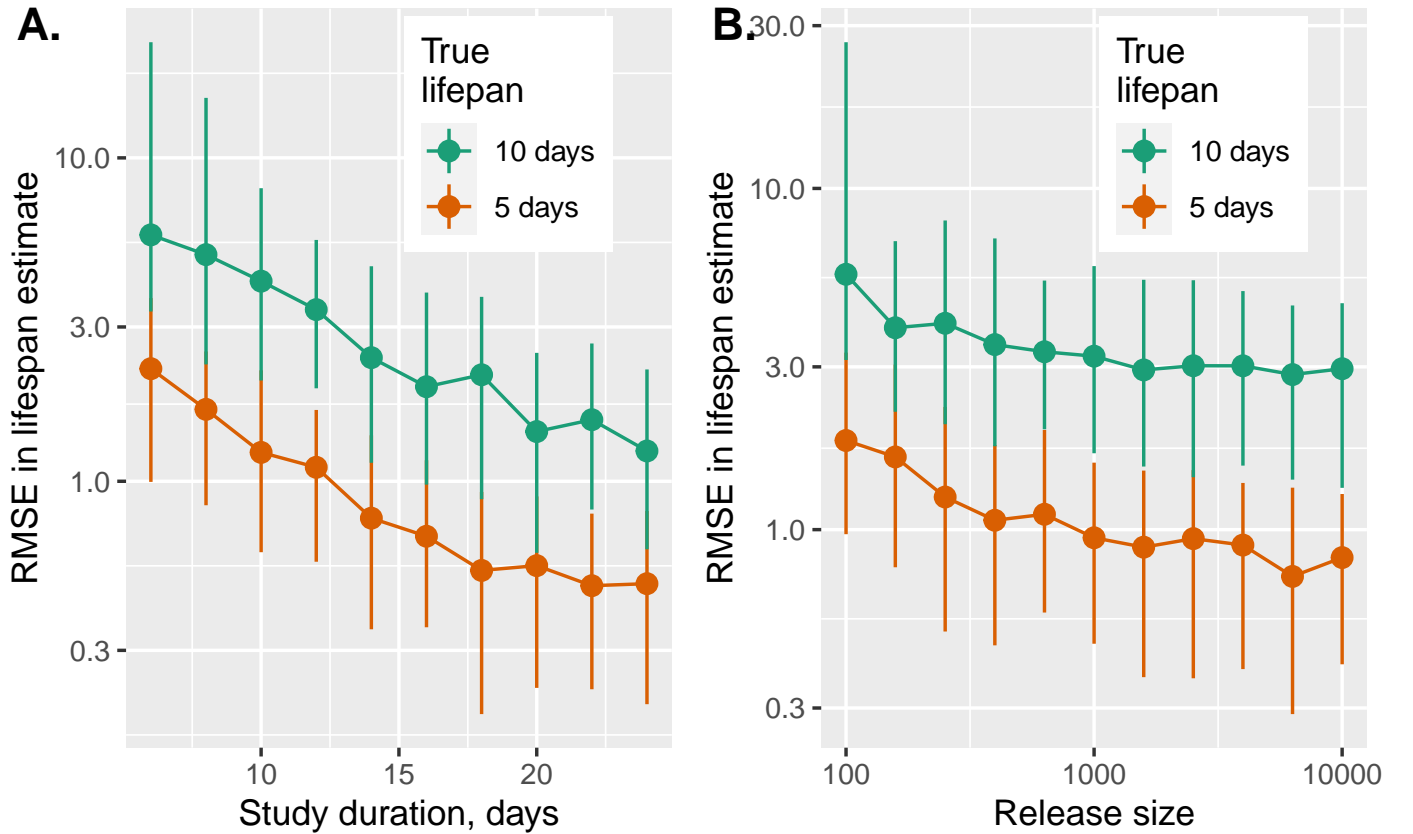 A.
True
lifepan
10 days
5 days
10.0
3.0
1.0
0.3
RMSE in lifespan estimate
10
15
20
Study duration, days
B.
True
lifepan
10 days
5 days
30.0
10.0
3.0
1.0
0.3
RMSE in lifespan estimate
100
1000
10000
Release size